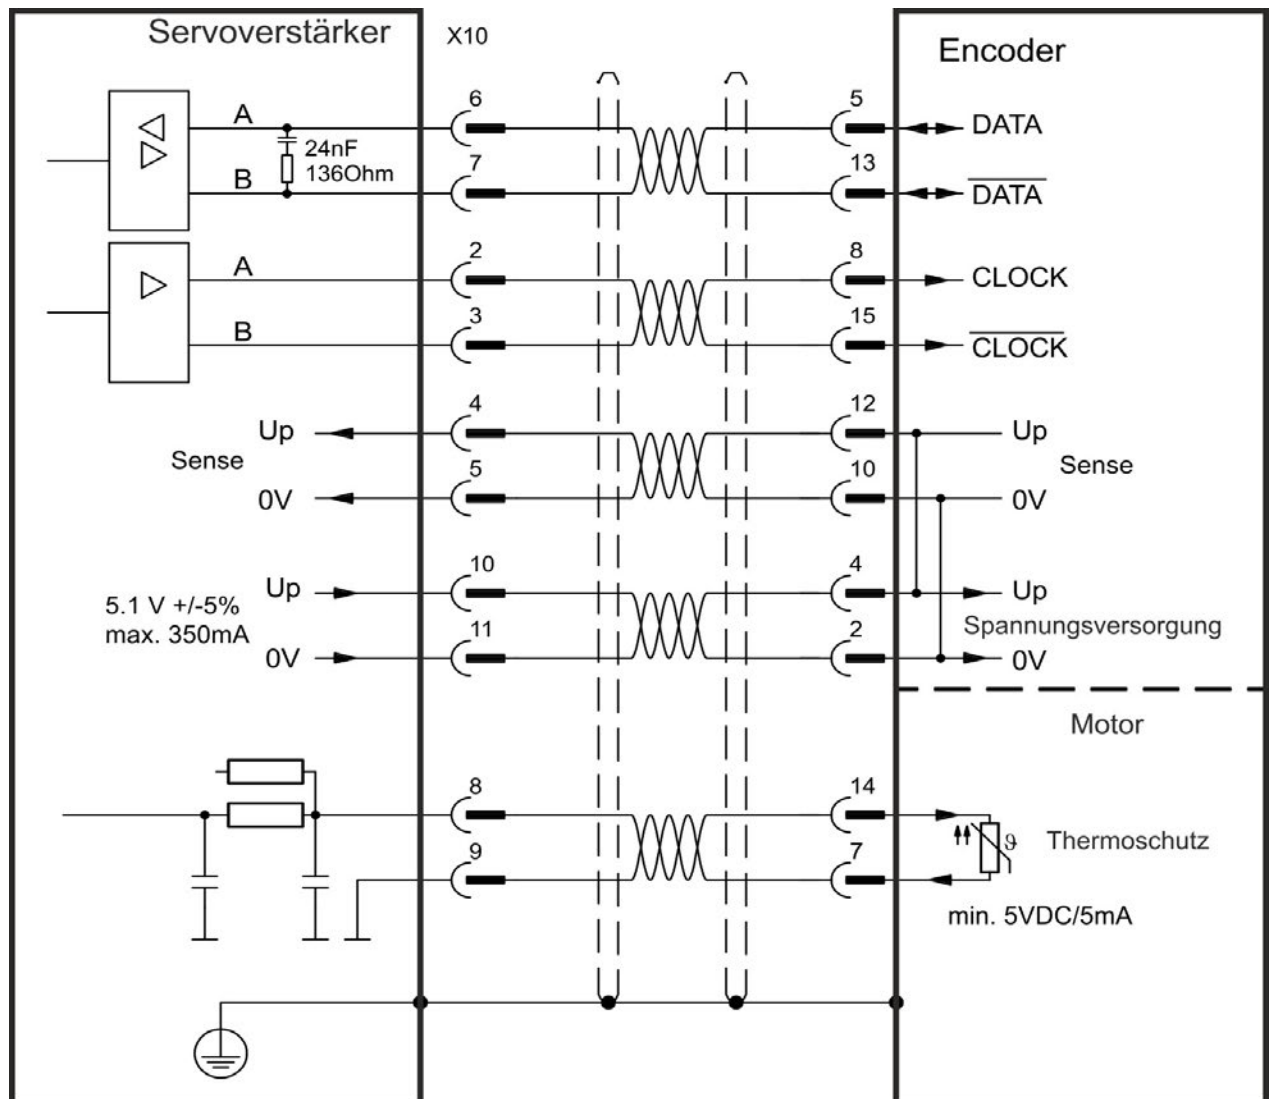 Servoverstärker
X10
Encoder
6
5
A
DATA
24nF
136Ohm
7
13
B
DATA
2
8
A
CLOCK
3
15
B
CLOCK
4
12
Up
Up
Sense
Sense
5
10
0V
0V
10
4
Up
Up
5.1 V +/-5%
max. 350mA
Spannungsversorgung
11
2
0V
0V
Motor
8
14
ϑ
Thermoschutz
9
7
min. 5VDC/5mA